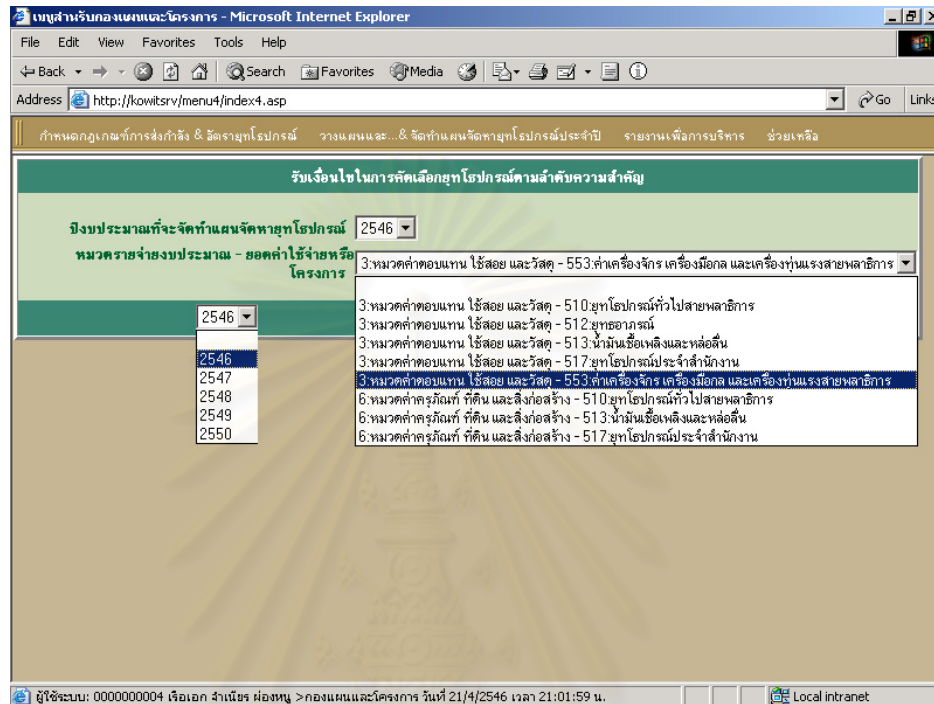 เมนูสำหรับกองแผนและโครงการ - Microsoft Internet Explorer
File Edit View Favorites Tools Help
Back Search Favorites Media
Address http://kowitsrv/menu4/index4.asp Go Links
กำหนดกฎเกณฑ์การส่งกำลัง & อัตรายุทโธปกรณ์ วางแผนและ...& จัดทำแผนจัดหายุทโธปกรณ์ประจำปี รายงานเพื่อการบริหาร ช่วยเหลือ
รับเงื่อนไขในการคัดเลือกยุทโธปกรณ์ตามลำดับความสำคัญ
ปีงบประมาณที่จะจัดทำแผนจัดหายุทโธปกรณ์ 2546
หมวดรายจ่ายงบประมาณ - ยอดค่าใช้จ่ายหรือ
โครงการ
3:หมวดค่าตอบแทน ใช้สอย และวัสดุ - 553:ค่าเครื่องจักร เครื่องมือกล และเครื่องทุ่นแรงสายพลาธิการ
3:หมวดค่าตอบแทน ใช้สอย และวัสดุ - 510:ยุทโธปกรณ์ทั่วไปสายพลาธิการ
3:หมวดค่าตอบแทน ใช้สอย และวัสดุ - 512:ยุทธอาภรณ์
3:หมวดค่าตอบแทน ใช้สอย และวัสดุ - 513:น้ำมันเชื้อเพลิงและหล่อลื่น
3:หมวดค่าตอบแทน ใช้สอย และวัสดุ - 517:ยุทโธปกรณ์ประจำสำนักงาน
3:หมวดค่าตอบแทน ใช้สอย และวัสดุ - 553:ค่าเครื่องจักร เครื่องมือกล และเครื่องทุ่นแรงสายพลาธิการ
6:หมวดค่าครุภัณฑ์ ที่ดิน และสิ่งก่อสร้าง - 510:ยุทโธปกรณ์ทั่วไปสายพลาธิการ
6:หมวดค่าครุภัณฑ์ ที่ดิน และสิ่งก่อสร้าง - 513:น้ำมันเชื้อเพลิงและหล่อลื่น
6:หมวดค่าครุภัณฑ์ ที่ดิน และสิ่งก่อสร้าง - 517:ยุทโธปกรณ์ประจำสำนักงาน
2546
2546
2547
2548
2549
2550
ผู้ใช้ระบบ: 0000000004 เรือเอก สำเนียร ผ่องหนู >กองแผนและโครงการ วันที่ 21/4/2546 เวลา 21:01:59 น. Local intranet